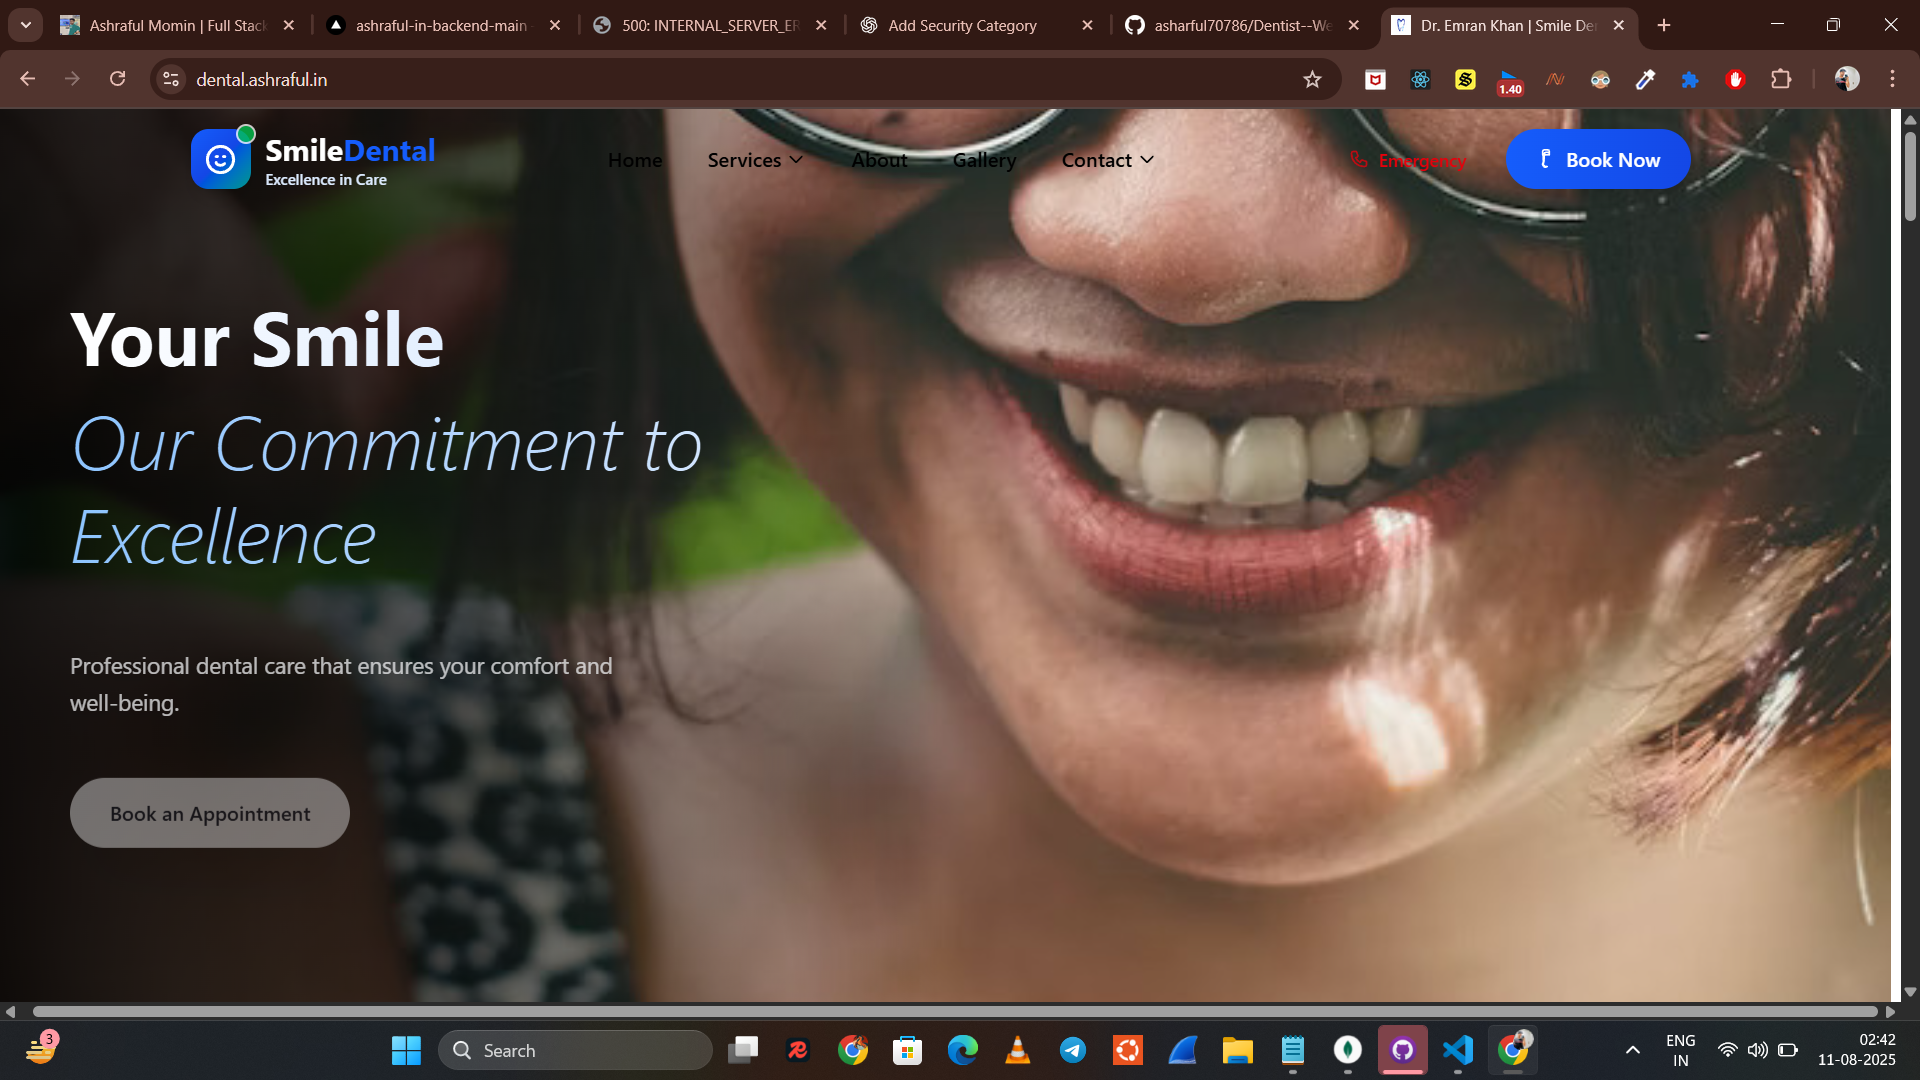 Ashraful Momin | Full Stack
ashraful-in-backend-main
500: INTERNAL_SERVER_ER
Add Security Category
asharful70786/Dentist--We
Dr. Emran Khan | Smile De
dental.ashraful.in
1.40
SmileDental
Excellence in Care
Home
Services
About
Gallery
Contact
Emergency
Book Now
Your Smile
Our Commitment to
Excellence
Professional dental care that ensures your comfort and
well-being.
Book an Appointment
3
Search
ENG
IN
02:42
11-08-2025